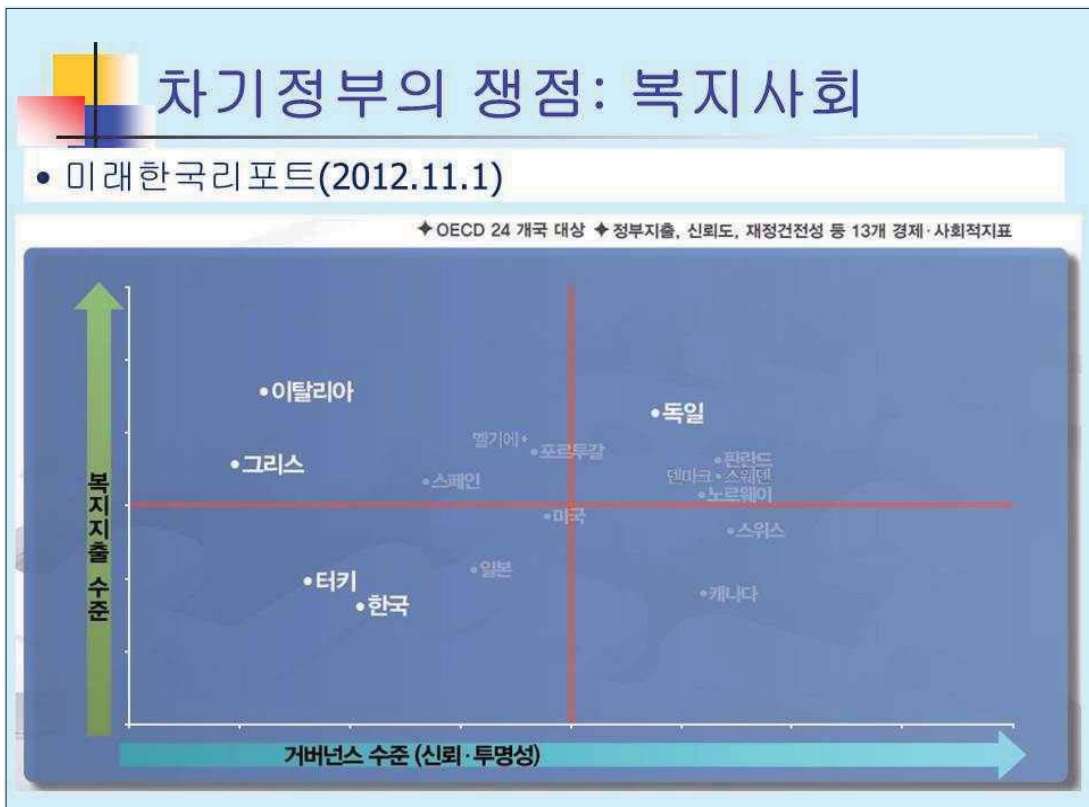 차기정부의 쟁점: 복지사회
• 미래한국리포트(2012.11.1)
✦OECD 24 개국 대상 ✦정부지출, 신뢰도, 재정건전성 등 13개 경제·사회적지표
•이탈리아
•독일
벨기에•
•포르투갈
•그리스
•핀란드
•스페인
덴마크•스웨덴
•노르웨이
•미국
•스위스
•일본
•터키
•캐나다
•한국
복지지출 수준
거버넌스 수준 (신뢰·투명성)